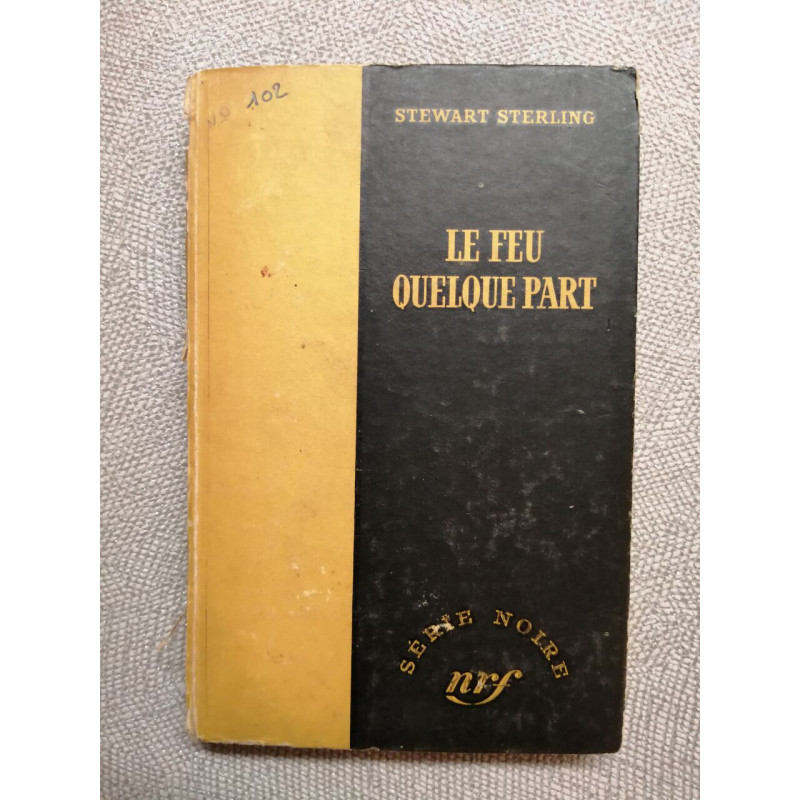 N° 102
STEWART STERLING
LE FEU
QUELQUE PART
SÉRIE NOIRE
nrf